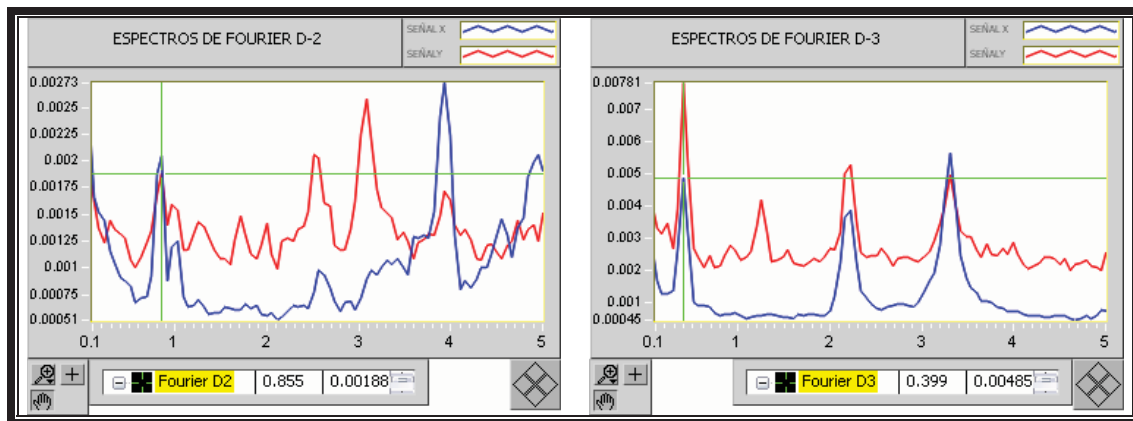 ESPECTROS DE FOURIER D-2
SEÑAL X
SEÑALY
0.00273
0.0025
0.00225
0.002
0.00175
0.0015
0.00125
0.001
0.00075
0.00051
0.1 1 2 3 4 5
Fourier D2 0.855 0.00188
ESPECTROS DE FOURIER D-3
SEÑAL X
SEÑALY
0.00781
0.007
0.006
0.005
0.004
0.003
0.002
0.001
0.00045
0.1 1 2 3 4 5
Fourier D3 0.399 0.00485